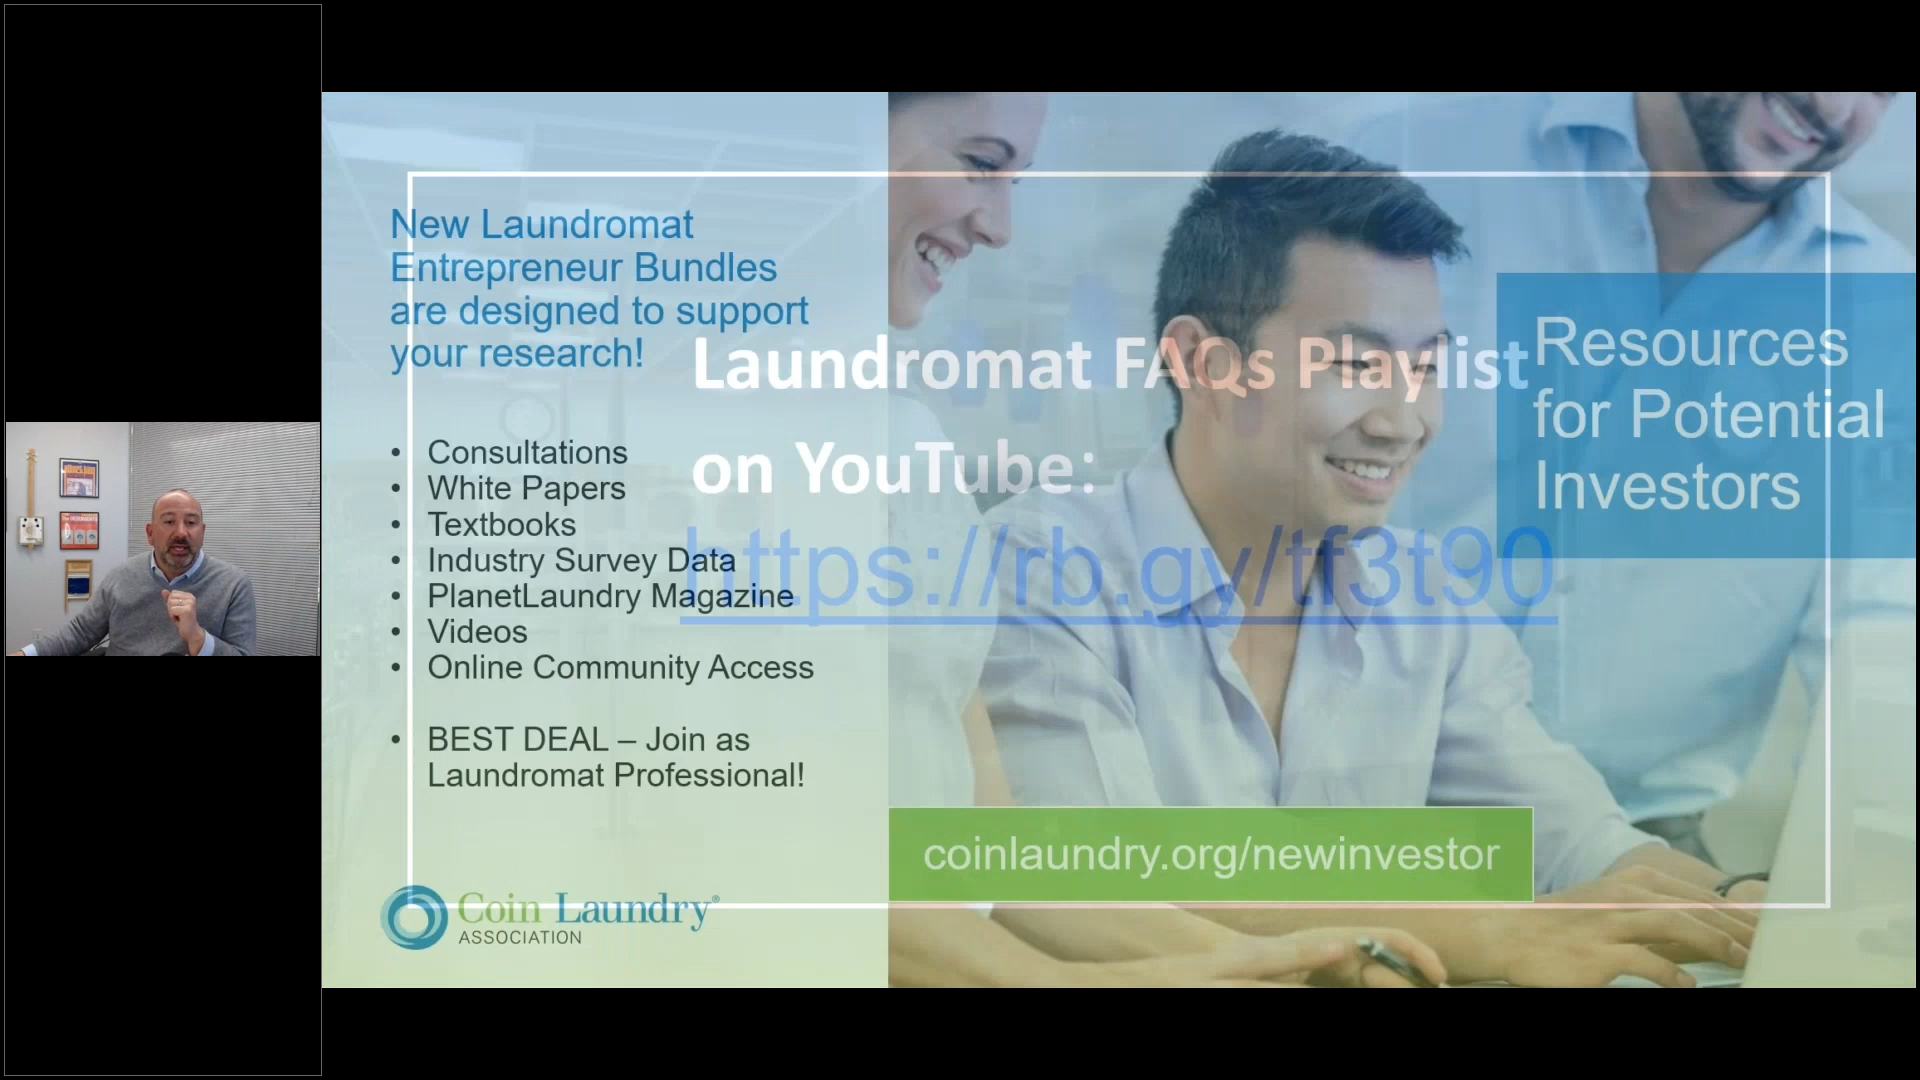 New Laundromat
Entrepreneur Bundles
are designed to support
your research!
• Consultations
• White Papers
• Textbooks
• Industry Survey Data
• PlanetLaundry Magazine
• Videos
• Online Community Access
• BEST DEAL – Join as
Laundromat Professional!
Coin Laundry®
ASSOCIATION
Laundromat FAQs Playlist
on YouTube:
https://rb.gy/tf3t90
Resources
for Potential
Investors
coinlaundry.org/newinvestor